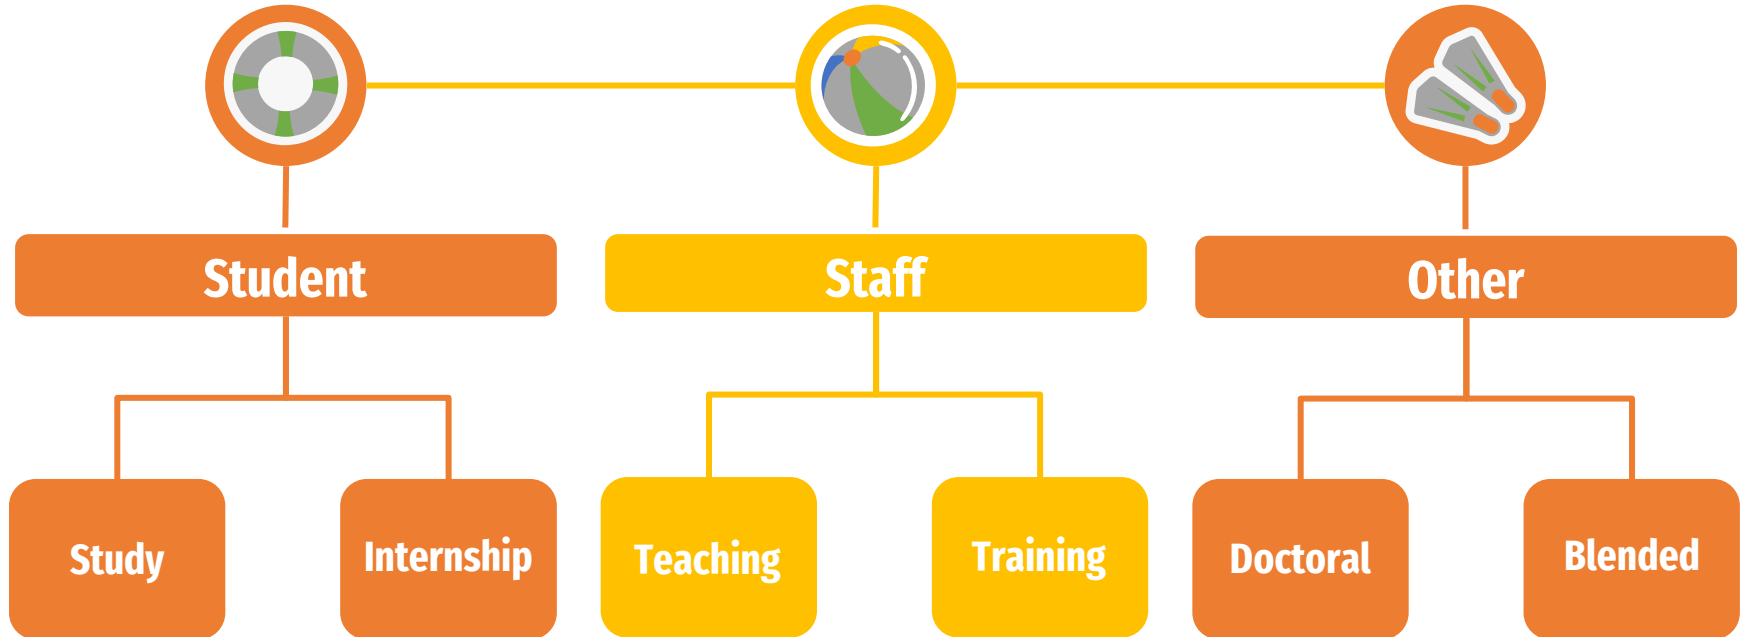 Student
Staff
Other
Study
Internship
Teaching
Training
Doctoral
Blended